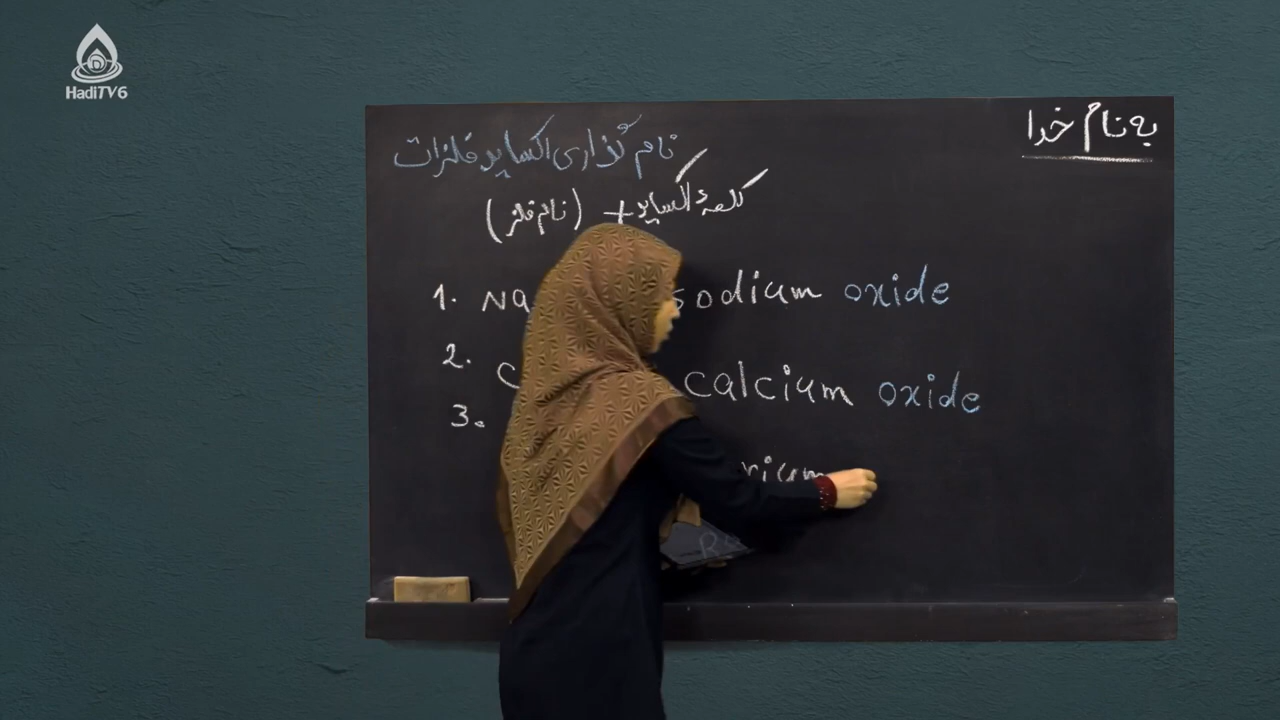 HadiTV6
به نام خدا
نام گذاری اکساید فلزات
کلمهٔ اکساید + (نام فلز)
1. Na sodium oxide
2. C calcium oxide
3.
rium